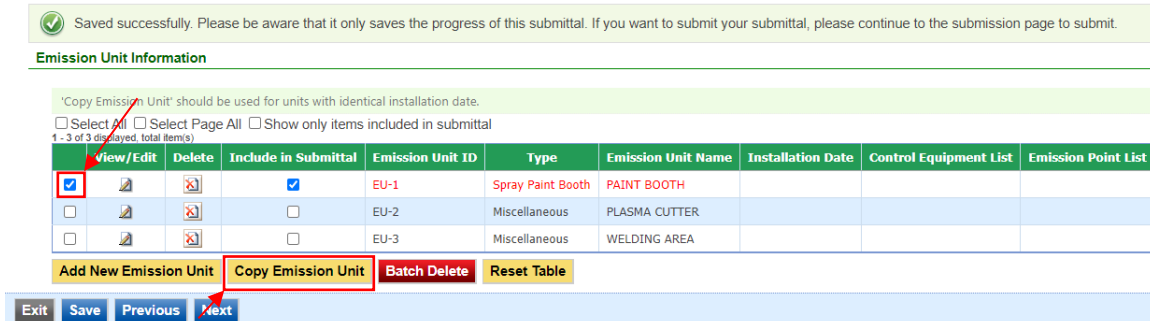 Saved successfully. Please be aware that it only saves the progress of this submittal. If you want to submit your submittal, please continue to the submission page to submit.
Emission Unit Information
'Copy Emission Unit' should be used for units with identical installation date.
Select All Select Page All Show only items included in submittal
1 - 3 of 3 displayed, total item(s)
View/Edit Delete Include in Submittal Emission Unit ID Type Emission Unit Name Installation Date Control Equipment List Emission Point List
EU-1 Spray Paint Booth PAINT BOOTH
EU-2 Miscellaneous PLASMA CUTTER
EU-3 Miscellaneous WELDING AREA
Add New Emission Unit Copy Emission Unit Batch Delete Reset Table
Exit Save Previous Next